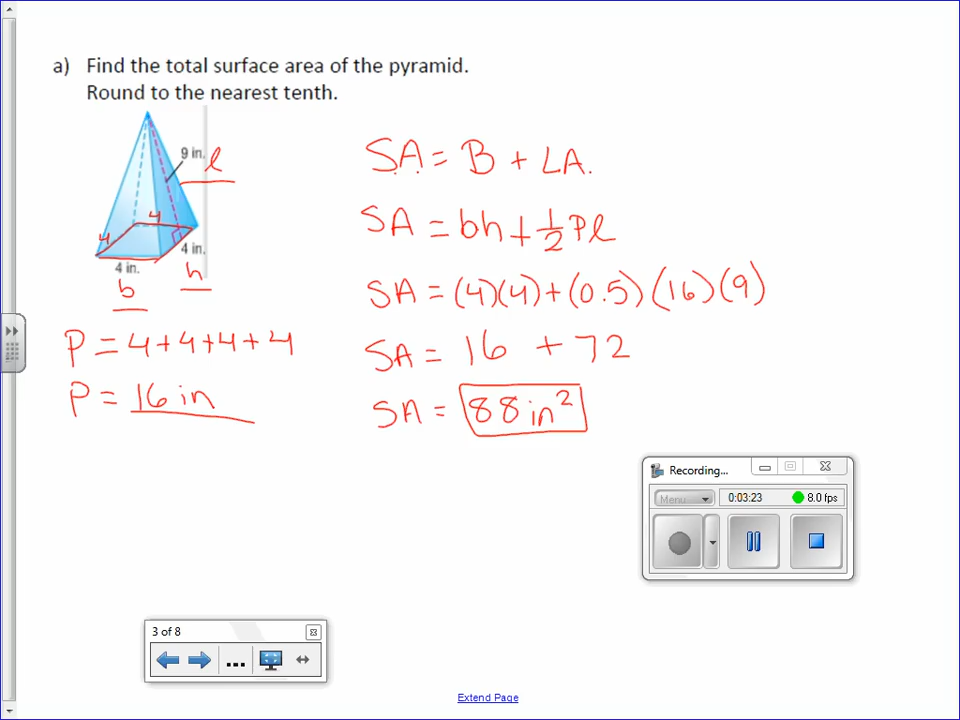 a) Find the total surface area of the pyramid.
Round to the nearest tenth.
9 in.
l
4
4
4 in.
4 in.
b
h
P = 4+4+4+4
P = 16 in
S.A. = B + LA.
SA = bh + 1/2 Pl
SA = (4)(4)+(0.5)(16)(9)
SA = 16 + 72
SA = 88 in²
Recording...
Menu
0:03:23
8.0 fps
3 of 8
...
Extend Page